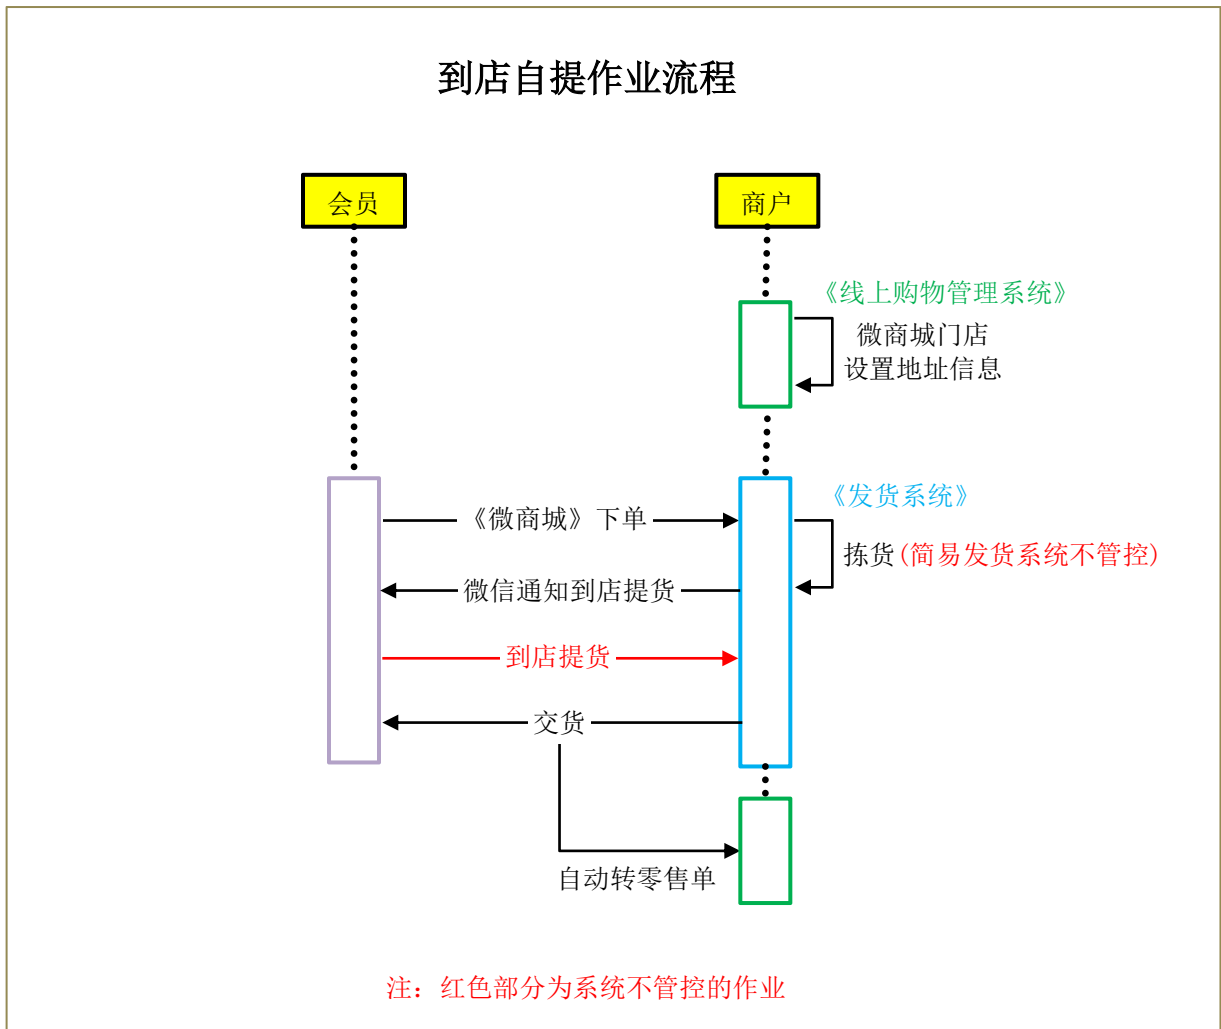 到店自提作业流程
会员
商户
《线上购物管理系统》
微商城门店
设置地址信息
《发货系统》
《微商城》下单
拣货(简易发货系统不管控)
微信通知到店提货
到店提货
交货
自动转零售单
注：红色部分为系统不管控的作业